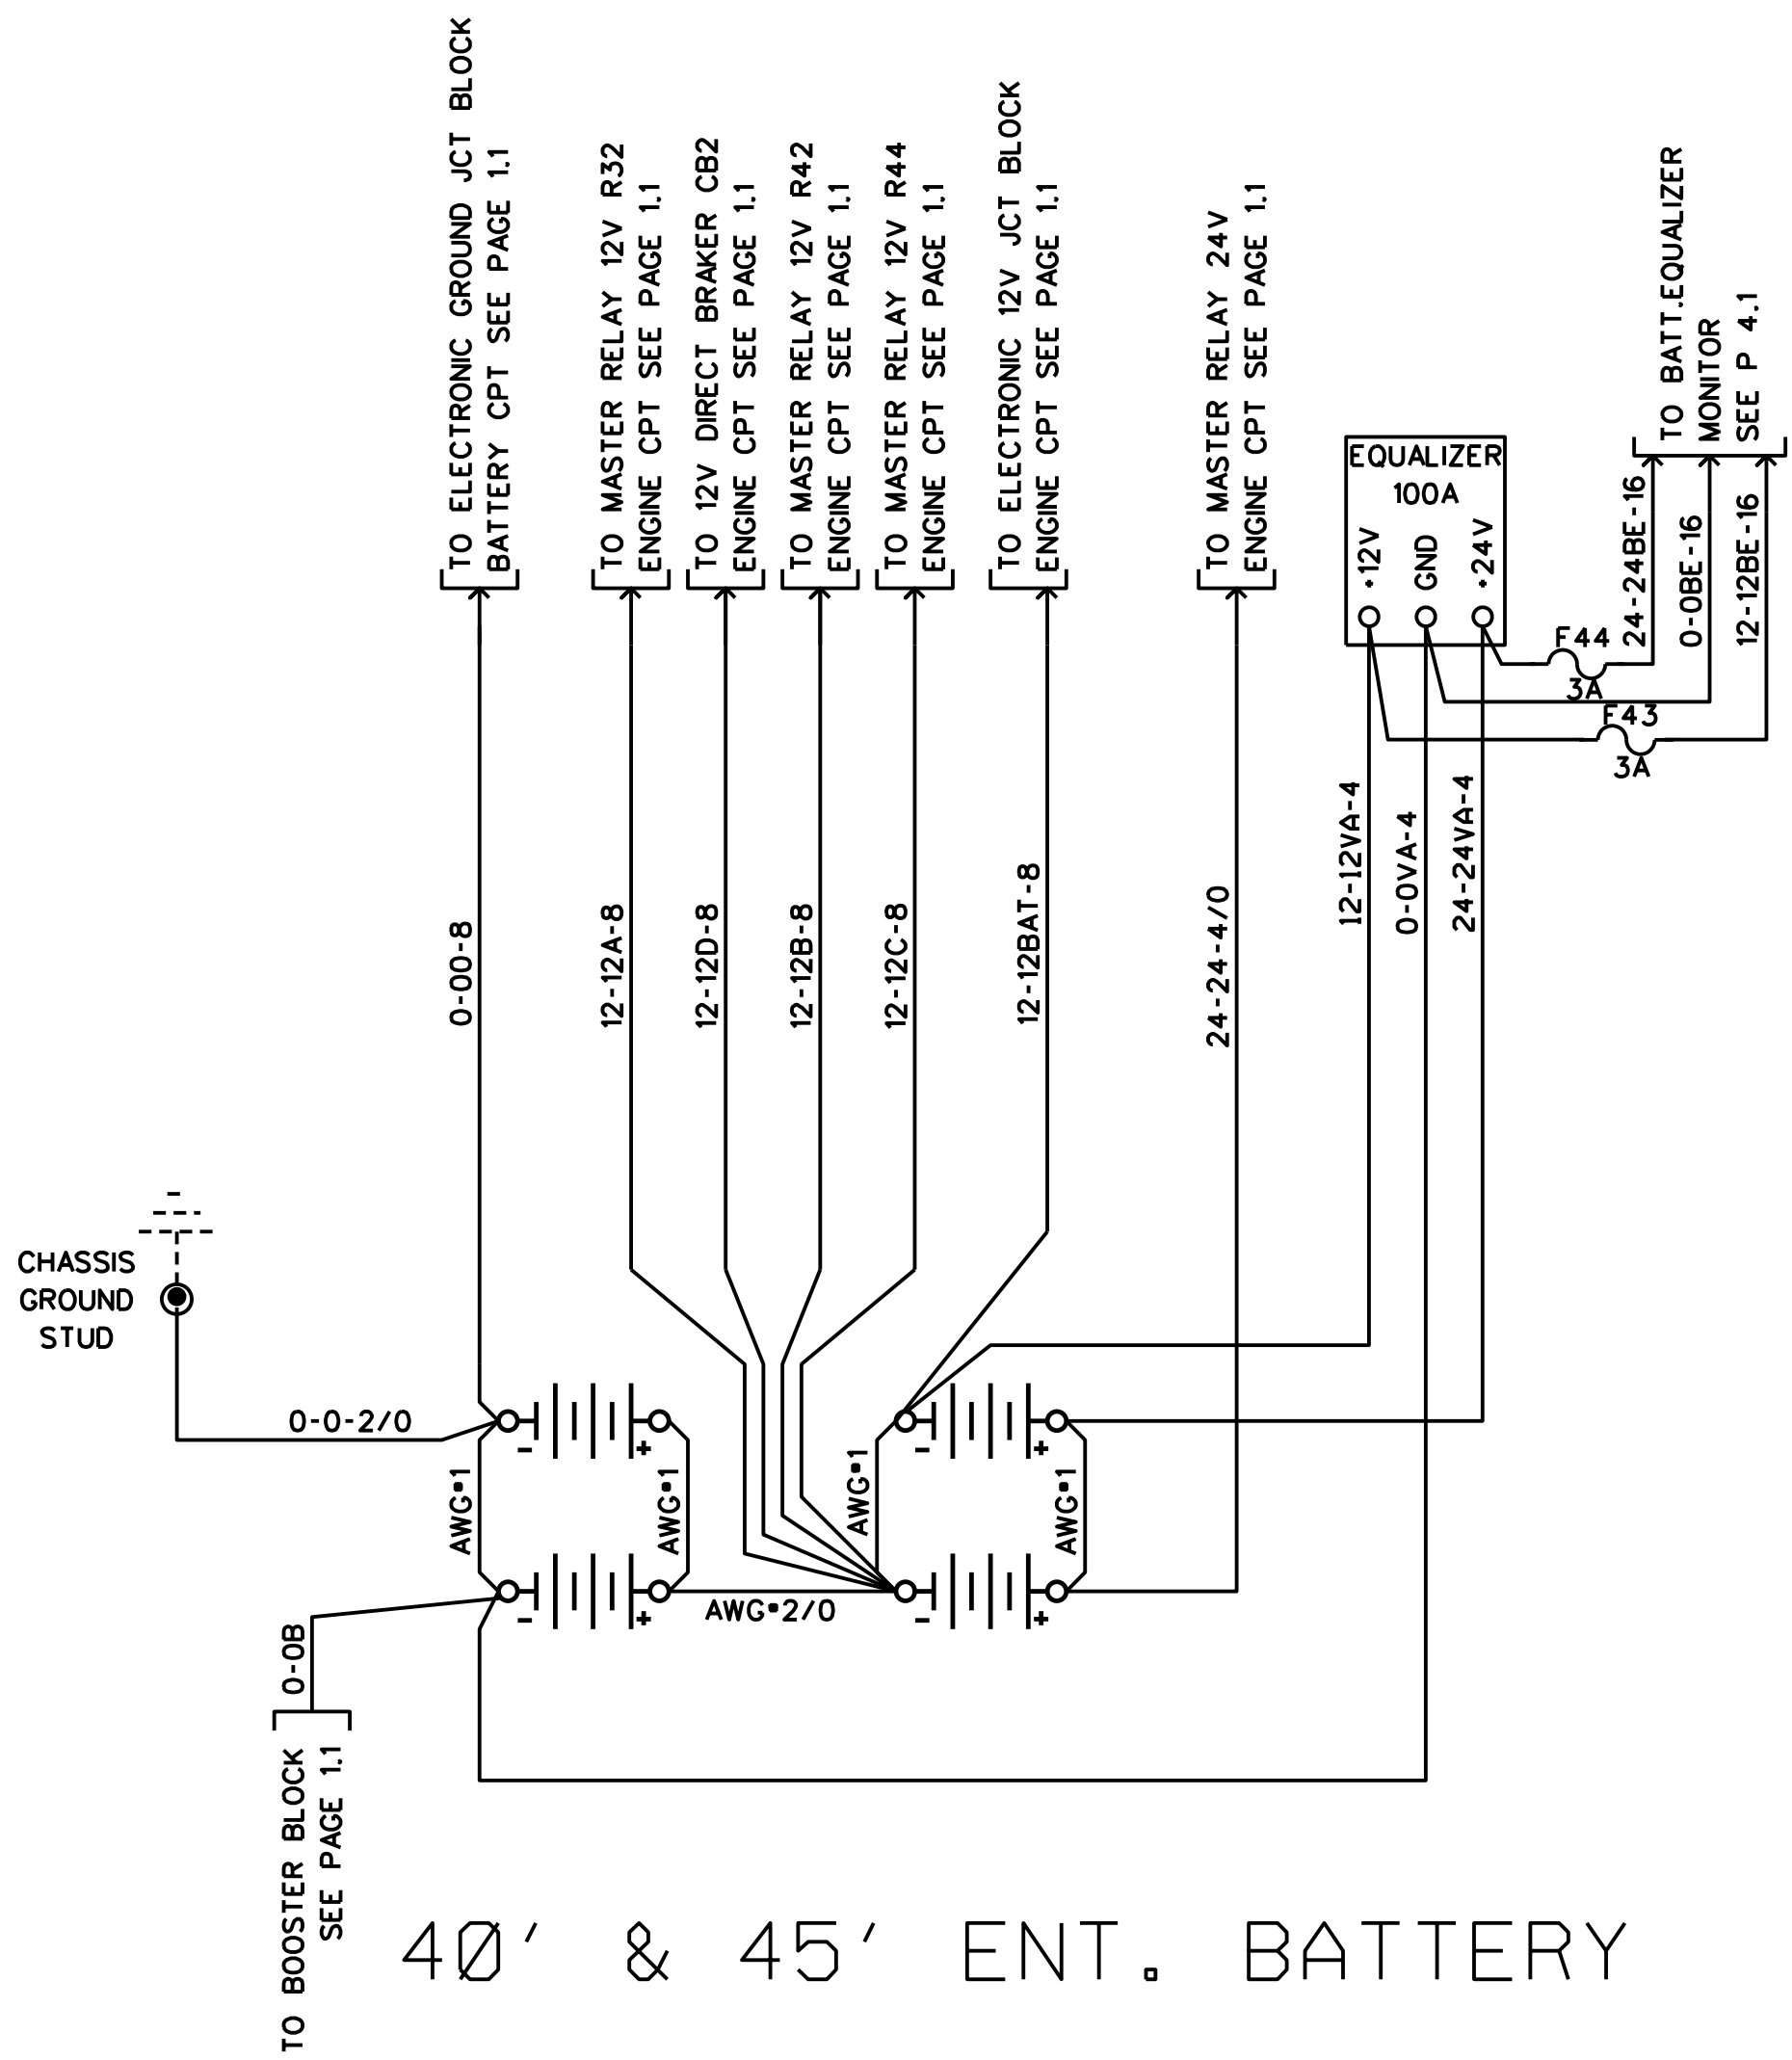 TO ELECTRONIC GROUND JCT BLOCK
BATTERY CPT SEE PAGE 1.1
TO MASTER RELAY 12V R32
ENGINE CPT SEE PAGE 1.1
TO 12V DIRECT BRAKER CB2
ENGINE CPT SEE PAGE 1.1
TO MASTER RELAY 12V R42
ENGINE CPT SEE PAGE 1.1
TO MASTER RELAY 12V R44
ENGINE CPT SEE PAGE 1.1
TO ELECTRONIC 12V JCT BLOCK
ENGINE CPT SEE PAGE 1.1
TO MASTER RELAY 24V
ENGINE CPT SEE PAGE 1.1
EQUALIZER
100A
+12V
GND
+24V
TO BATT.EQUALIZER
MONITOR
SEE P 4.1
24-24BE-16
0-0BE-16
12-12BE-16
F44
3A
F43
3A
0-00-8
12-12A-8
12-12D-8
12-12B-8
12-12C-8
12-12BAT-8
24-24-4/0
12-12VA-4
0-0VA-4
24-24VA-4
CHASSIS
GROUND
STUD
0-0-2/0
-
+
-
+
AWG#1
AWG#1
AWG#1
AWG#1
-
+
-
+
AWG#2/0
0-0B
TO BOOSTER BLOCK
SEE PAGE 1.1
40' & 45' ENT. BATTERY